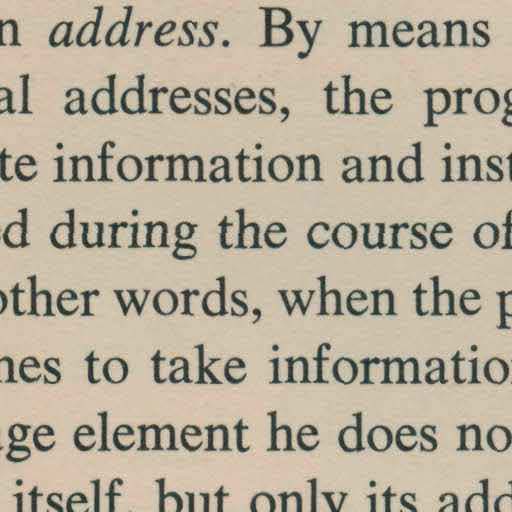 n address. By means
al addresses, the prog
te information and inst
d during the course of
other words, when the p
nes to take information
ge element he does no
itself, but only its add